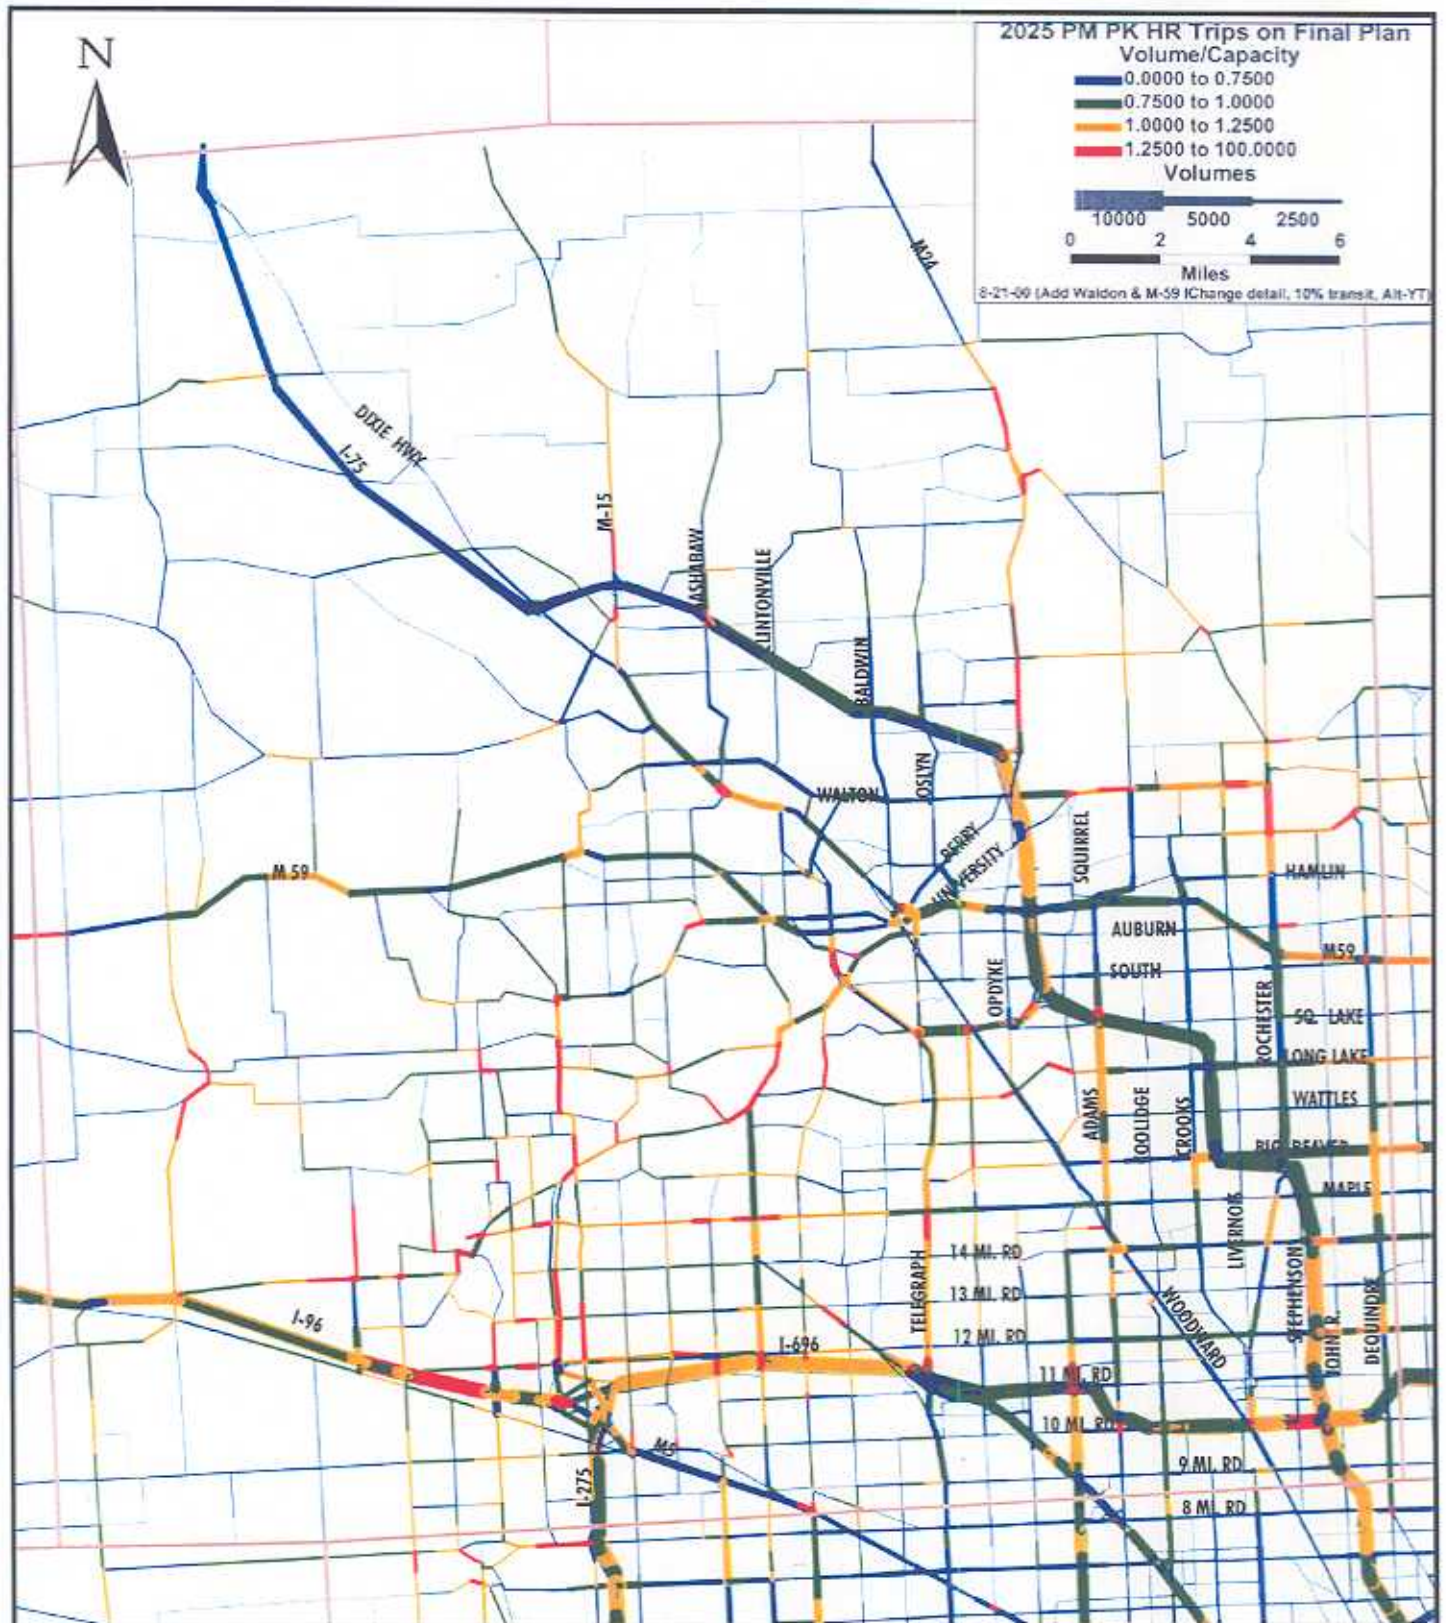 N
2025 PM PK HR Trips on Final Plan
Volume/Capacity
0.0000 to 0.7500
0.7500 to 1.0000
1.0000 to 1.2500
1.2500 to 100.0000
Volumes
10000 5000 2500
0 2 4 6
Miles
8-21-00 (Add Waldon & M-59 IChange detail, 10% transit, Alt-YT)
M24
DIXIE HWY
I-75
M-15
ASHABAW
LINTONVILLE
BALDWIN
OSLYN
WALTON
PERRY
UNIVERSITY
SQUIRREL
HAMLIN
M 59
AUBURN
M59
SOUTH
OPDYKE
ROCHESTER
SQ. LAKE
LONG LAKE
ADAMS
COOLIDGE
CROOKS
WATTLES
BIG BEAVER
MAPLE
LIVERNOIS
14 MI. RD
TELEGRAPH
STEPHENSON
13 MI. RD
WOODWARD
JOHN R.
DEQUINDRE
I-96
12 MI. RD
I-696
11 MI. RD
10 MI. RD
M5
9 MI. RD
I-275
8 MI. RD